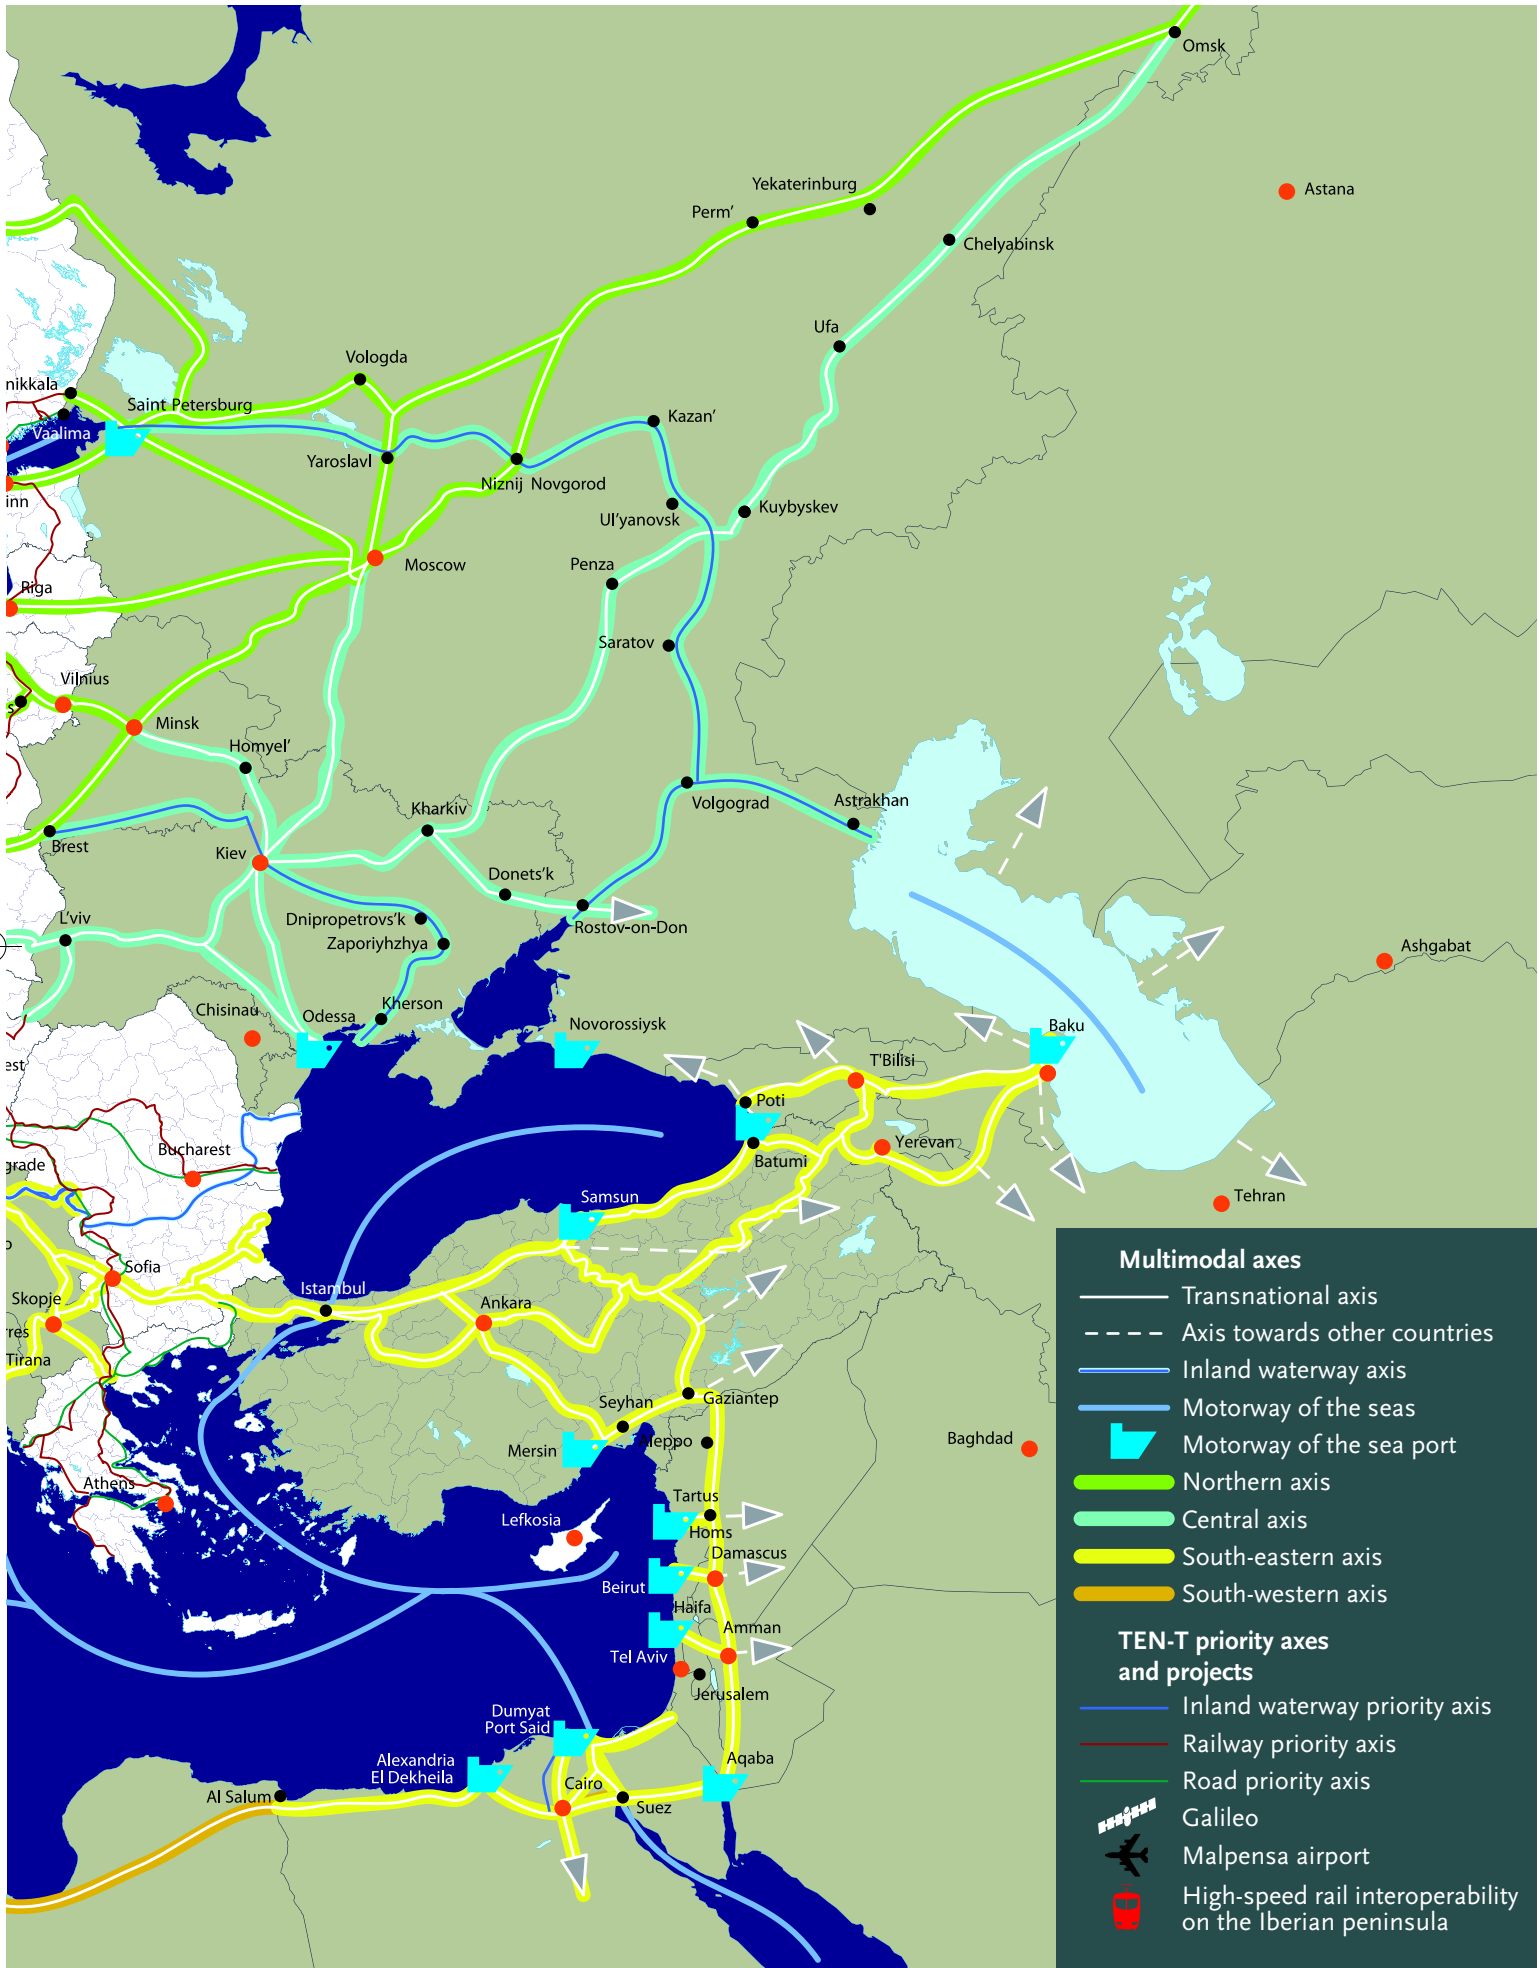 Omsk
Yekaterinburg
Astana
Perm'
Chelyabinsk
Ufa
Vologda
nikkala
Saint Petersburg
Kazan'
Vaalima
Yaroslavl
Niznij Novgorod
inn
Kuybyskev
Ul'yanovsk
Moscow
Penza
Riga
Saratov
Vilnius
s
Minsk
Homyel'
Kharkiv
Volgograd
Astrakhan
Brest
Kiev
Donets'k
L'viv
Dnipropetrovs'k
Rostov-on-Don
Zaporiyhzhya
Ashgabat
Chisinau
Odessa
Kherson
Novorossiysk
Baku
est
T'Bilisi
Poti
Bucharest
Yerevan
grade
Batumi
Samsun
Tehran
o
Sofia
Istambul
Skopje
Ankara
rres
Tirana
Seyhan
Gaziantep
Mersin
Aleppo
Baghdad
Athens
Tartus
Lefkosia
Homs
Damascus
Beirut
Haifa
Amman
Tel Aviv
Jerusalem
Dumyat
Port Said
Alexandria
El Dekheila
Aqaba
Cairo
Al Salum
Suez
Multimodal axes
Transnational axis
Axis towards other countries
Inland waterway axis
Motorway of the seas
Motorway of the sea port
Northern axis
Central axis
South-eastern axis
South-western axis
TEN-T priority axes
and projects
Inland waterway priority axis
Railway priority axis
Road priority axis
Galileo
Malpensa airport
High-speed rail interoperability
on the Iberian peninsula